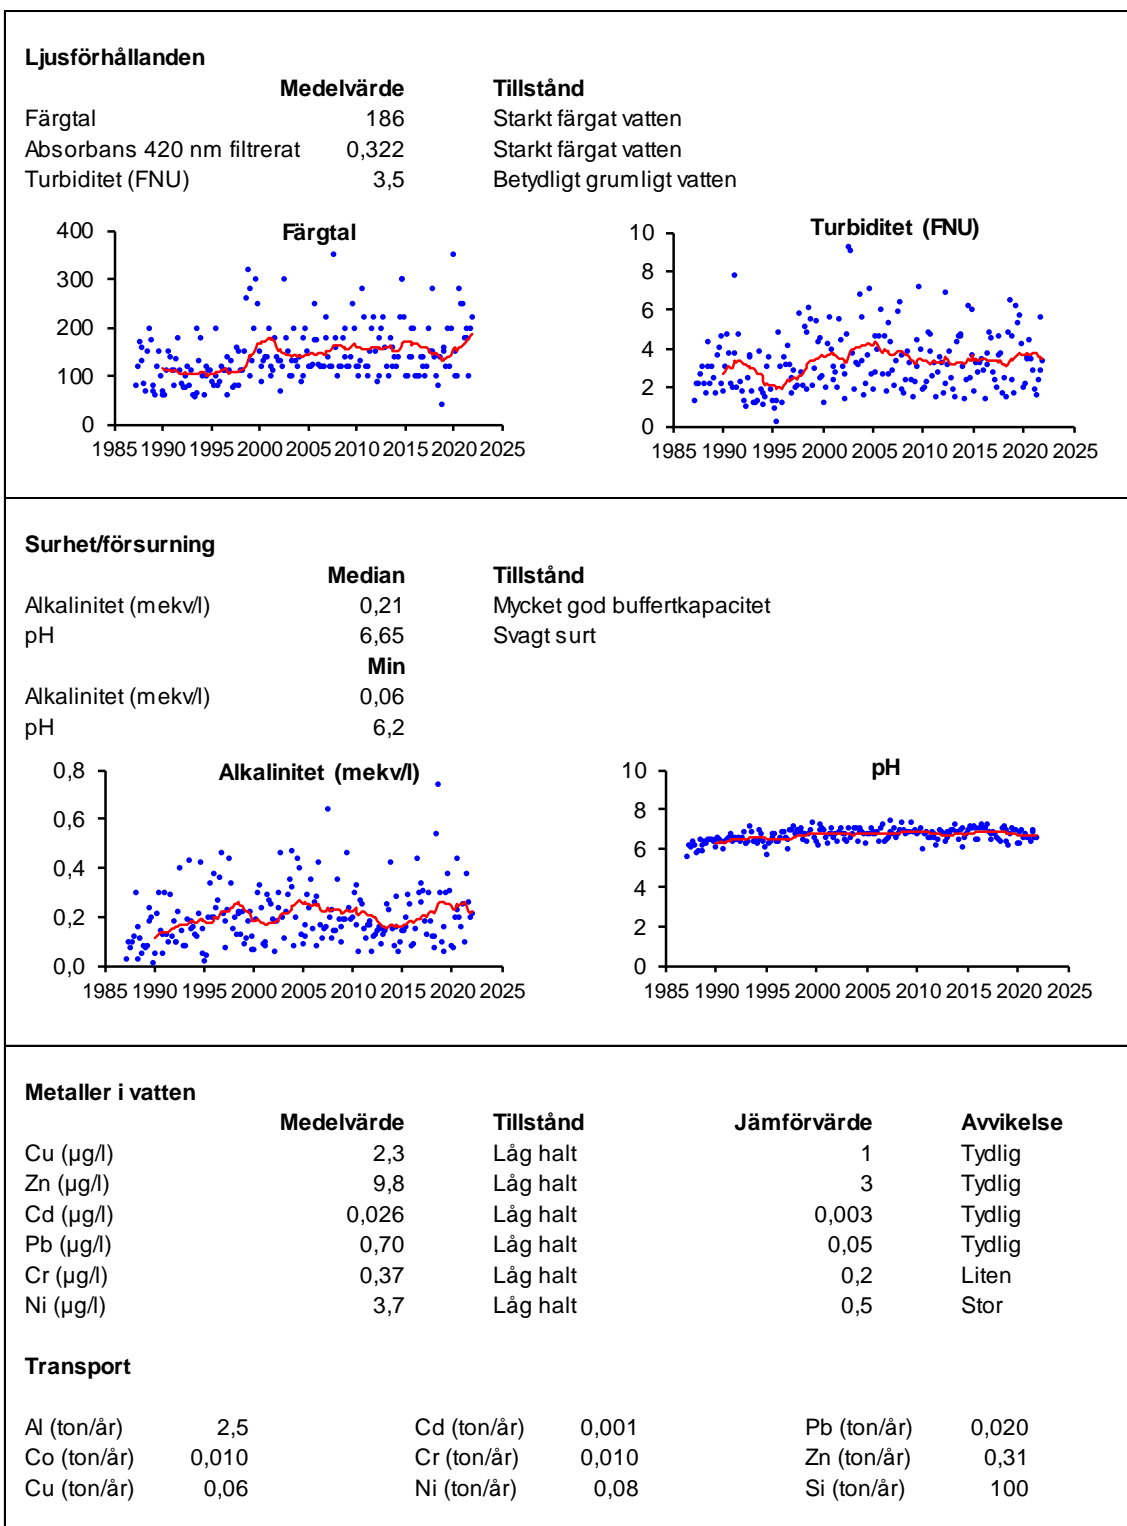 Ljusförhållanden
Medelvärde Tillstånd
Färgtal 186 Starkt färgat vatten
Absorbans 420 nm filtrerat 0,322 Starkt färgat vatten
Turbiditet (FNU) 3,5 Betydligt grumligt vatten
Färgtal
400
300
200
100
0
1985 1990 1995 2000 2005 2010 2015 2020 2025
Turbiditet (FNU)
10
8
6
4
2
0
1985 1990 1995 2000 2005 2010 2015 2020 2025
Surhet/försurning
Median Tillstånd
Alkalinitet (mekv/l) 0,21 Mycket god buffertkapacitet
pH 6,65 Svagt surt
Min
Alkalinitet (mekv/l) 0,06
pH 6,2
Alkalinitet (mekv/l)
0,8
0,6
0,4
0,2
0,0
1985 1990 1995 2000 2005 2010 2015 2020 2025
pH
10
8
6
4
2
0
1985 1990 1995 2000 2005 2010 2015 2020 2025
Metaller i vatten
Medelvärde Tillstånd Jämförvärde Avvikelse
Cu (µg/l) 2,3 Låg halt 1 Tydlig
Zn (µg/l) 9,8 Låg halt 3 Tydlig
Cd (µg/l) 0,026 Låg halt 0,003 Tydlig
Pb (µg/l) 0,70 Låg halt 0,05 Tydlig
Cr (µg/l) 0,37 Låg halt 0,2 Liten
Ni (µg/l) 3,7 Låg halt 0,5 Stor
Transport
Al (ton/år) 2,5 Cd (ton/år) 0,001 Pb (ton/år) 0,020
Co (ton/år) 0,010 Cr (ton/år) 0,010 Zn (ton/år) 0,31
Cu (ton/år) 0,06 Ni (ton/år) 0,08 Si (ton/år) 100